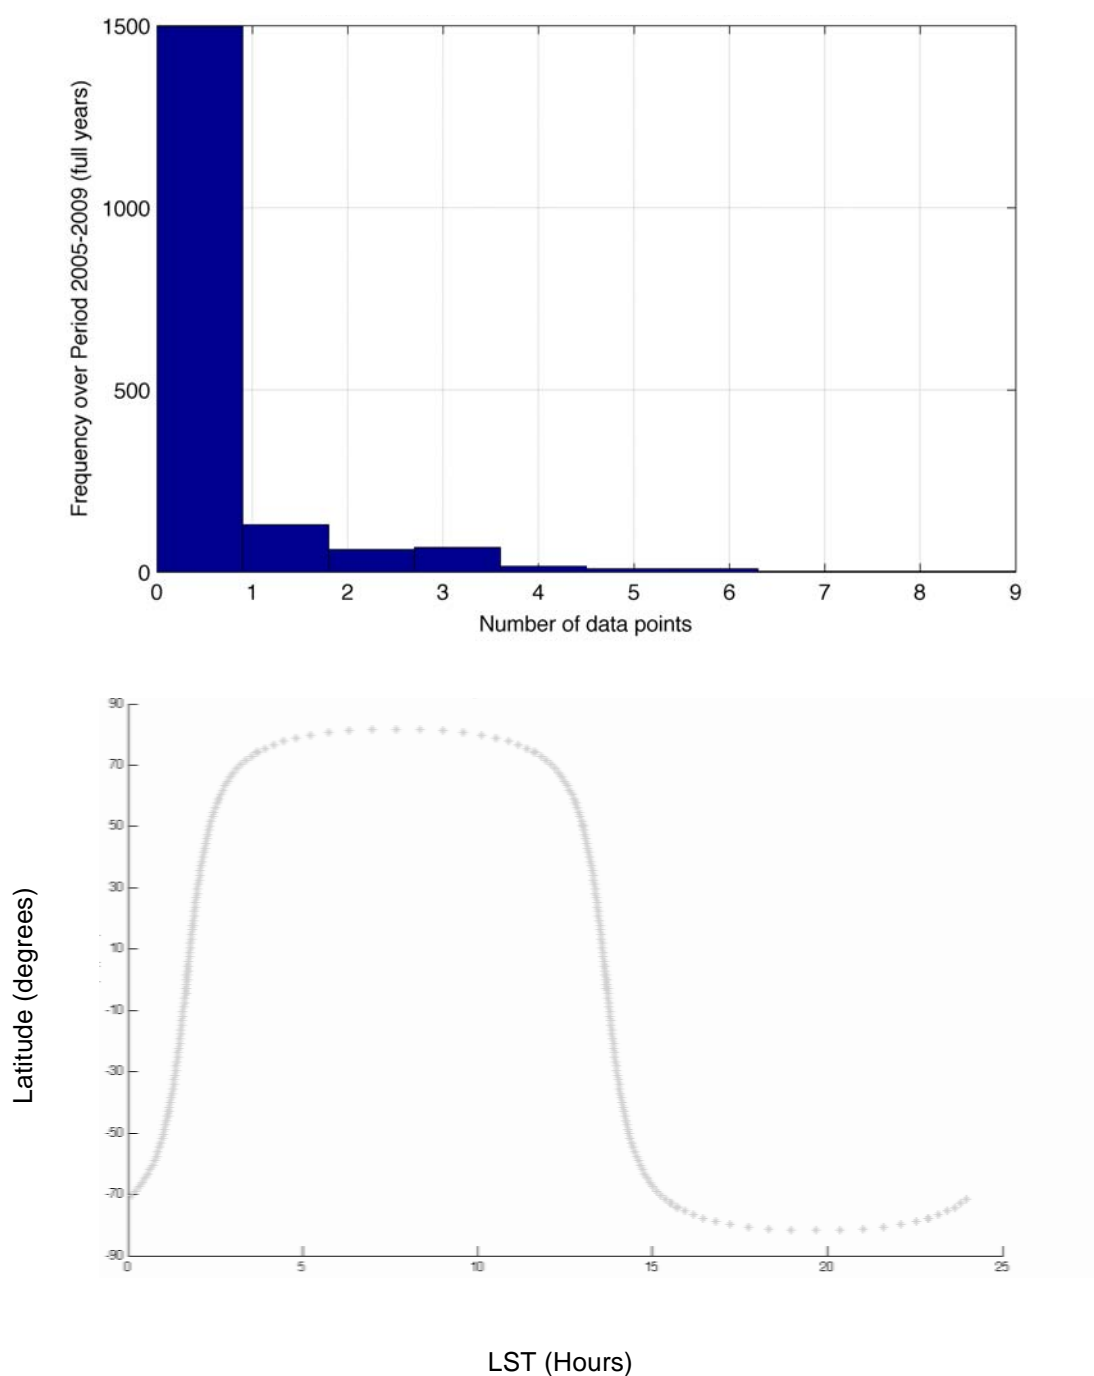 1500
1000
500
0
Frequency over Period 2005-2009 (full years)
0 1 2 3 4 5 6 7 8 9
Number of data points
90
70
50
30
10
-10
-30
-50
-70
-90
Latitude (degrees)
0 5 10 15 20 25
LST (Hours)